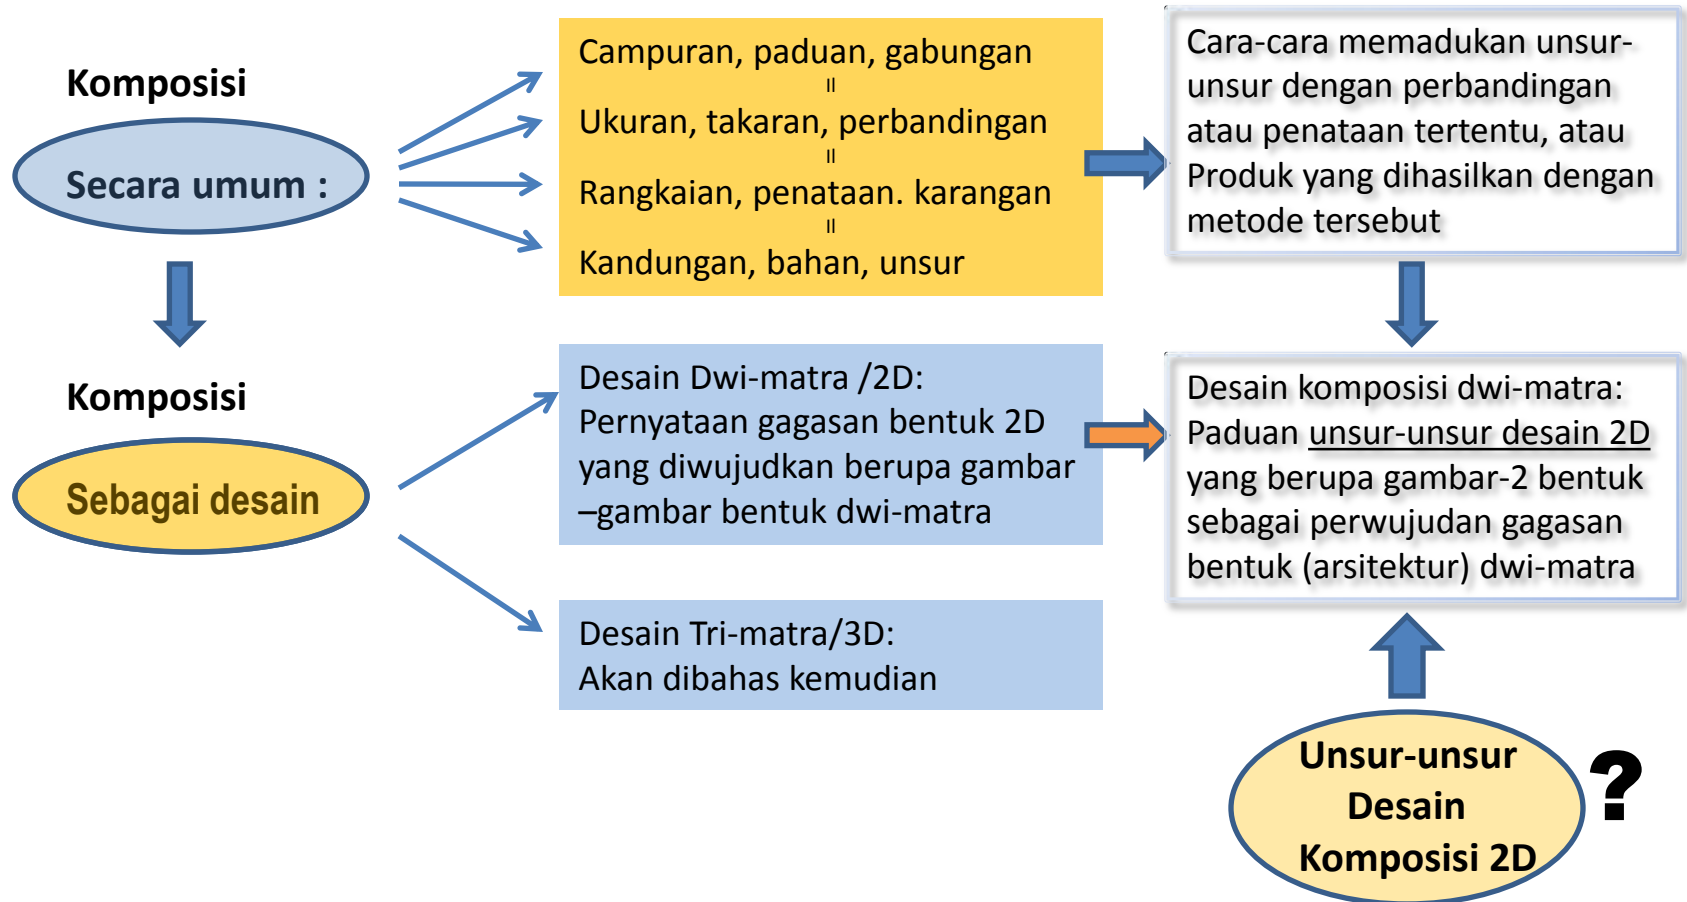 Komposisi
Secara umum :
Campuran, paduan, gabungan
=
Ukuran, takaran, perbandingan
=
Rangkaian, penataan. karangan
=
Kandungan, bahan, unsur
Cara-cara memadukan unsur-
unsur dengan perbandingan
atau penataan tertentu, atau
Produk yang dihasilkan dengan
metode tersebut
Komposisi
Sebagai desain
Desain Dwi-matra /2D:
Pernyataan gagasan bentuk 2D
yang diwujudkan berupa gambar
–gambar bentuk dwi-matra
Desain komposisi dwi-matra:
Paduan unsur-unsur desain 2D
yang berupa gambar-2 bentuk
sebagai perwujudan gagasan
bentuk (arsitektur) dwi-matra
Desain Tri-matra/3D:
Akan dibahas kemudian
Unsur-unsur
Desain
Komposisi 2D
?